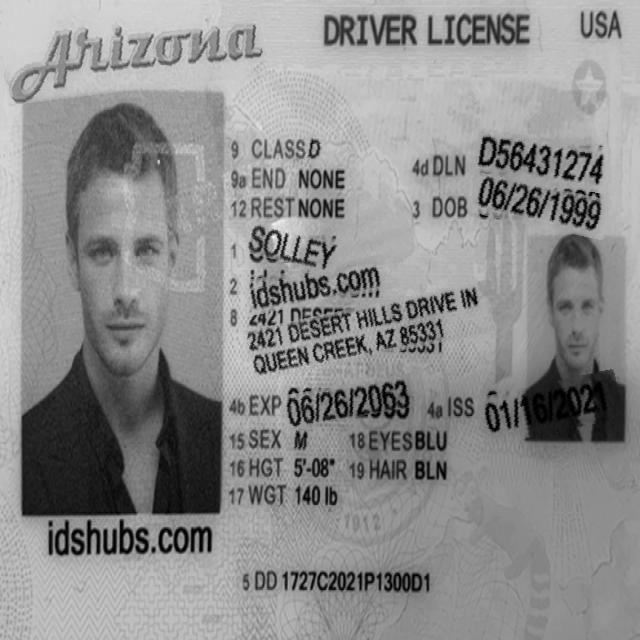 Arizona
DRIVER LICENSE
USA
9 CLASS D
9a END NONE
12 REST NONE
4d DLN D56431274
3 DOB 06/26/1999
1 SOLLEY
2 idshubs.com
8 2421 DESERT HILLS DRIVE IN
QUEEN CREEK, AZ 85331
4b EXP 06/26/2063
4a ISS 01/16/2021
15 SEX M
18 EYES BLU
16 HGT 5'-08"
19 HAIR BLN
17 WGT 140 lb
1912
idshubs.com
5 DD 1727C2021P1300D1